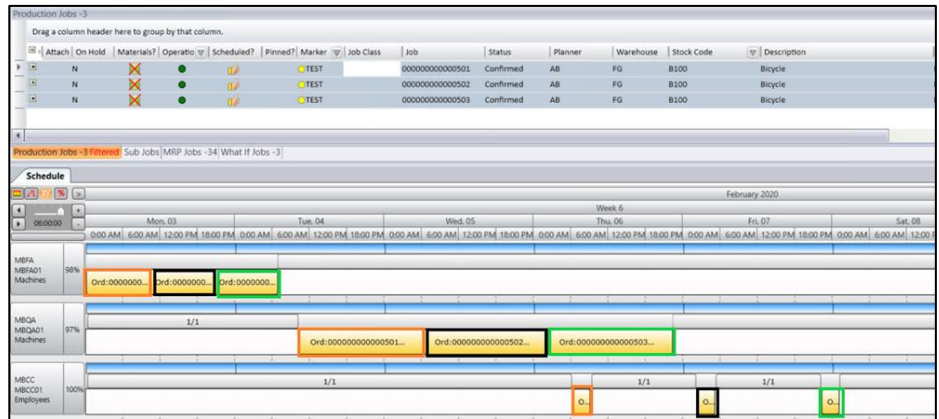 Production Jobs -3
Drag a column header here to group by that column.
Attach On Hold Materials? Operatio Scheduled? Pinned? Marker Job Class Job Status Planner Warehouse Stock Code Description
N TEST 000000000000501 Confirmed AB FG B100 Bicycle
N TEST 000000000000502 Confirmed AB FG B100 Bicycle
N TEST 000000000000503 Confirmed AB FG B100 Bicycle
Production Jobs -3 Filtered Sub Jobs MRP Jobs -34 What If Jobs -3
Schedule
February 2020
Week 6
06:00:00 Mon, 03 Tue, 04 Wed, 05 Thu, 06 Fri, 07 Sat, 08
0:00 AM 6:00 AM 12:00 PM 18:00 PM 0:00 AM 6:00 AM 12:00 PM 18:00 PM 0:00 AM 6:00 AM 12:00 PM 18:00 PM 0:00 AM 6:00 AM 12:00 PM 18:00 PM 0:00 AM 6:00 AM 12:00 PM 18:00 PM 0:00 AM 6:00 AM
MBFA
MBFA01 98%
Machines
Ord:0000000... Ord:0000000... Ord:0000000...
MBQA
MBQA01 97%
Machines
1/1
Ord:000000000000501... Ord:000000000000502... Ord:000000000000503...
MBCC
MBCC01 100%
Employees
1/1 1/1 1/1
O... O... O...